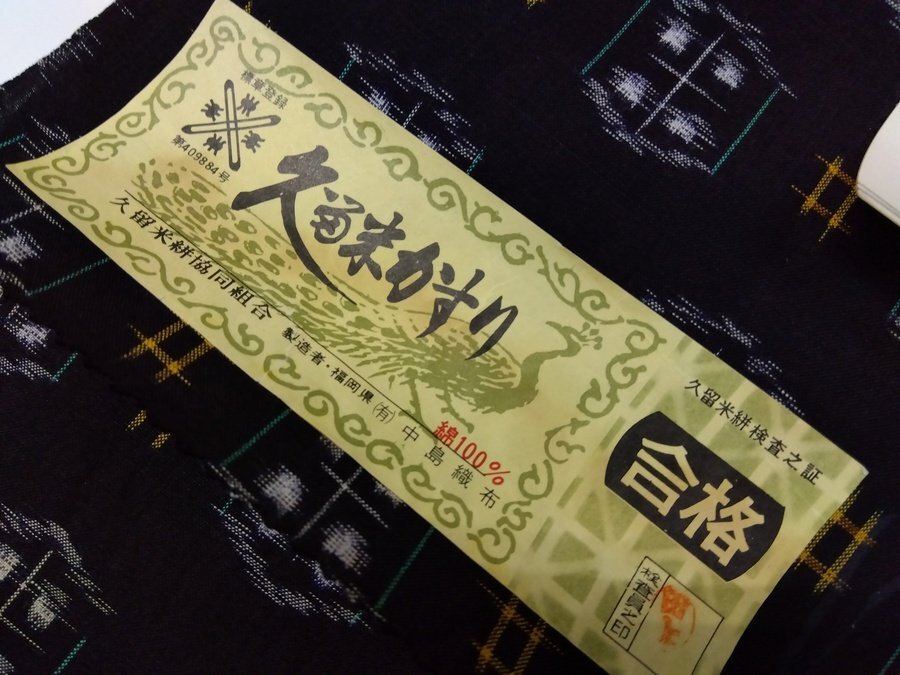 標章登録
第409884号
久留米かすり
久留米絣協同組合
製造者・福岡県(有)中島織布
綿100%
久留米絣検査之証
合格
検査員之印